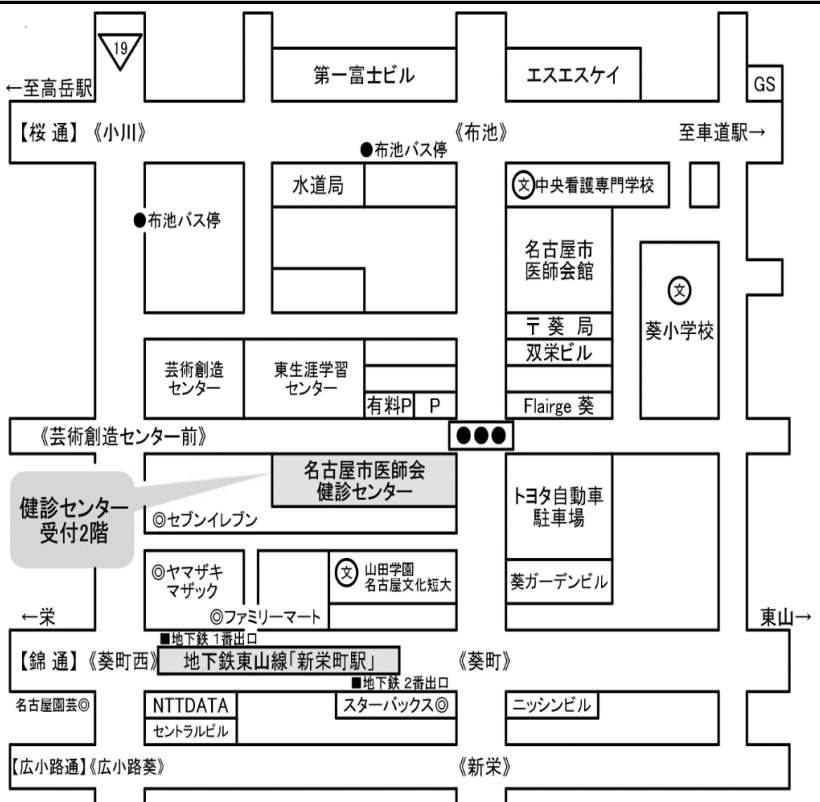 19
第一富士ビル
エスエスケイ
GS
←至高岳駅
【桜 通】《小川》
《布池》
至車道駅→
●布池バス停
水道局
文中央看護専門学校
●布池バス停
名古屋市
医師会館
文
葵小学校
〒 葵 局
双栄ビル
芸術創造
センター
東生涯学習
センター
有料P
P
Flairge 葵
《芸術創造センター前》
●●●
名古屋市医師会
健診センター
健診センター
受付2階
トヨタ自動車
駐車場
◎セブンイレブン
◎ヤマザキ
マザック
文
山田学園
名古屋文化短大
葵ガーデンビル
◎ファミリーマート
←栄
東山→
■地下鉄 1番出口
【錦 通】《葵町西》
地下鉄東山線「新栄町駅」
《葵町》
■地下鉄 2番出口
名古屋園芸◎
NTTDATA
スターバックス◎
ニッシンビル
セントラルビル
【広小路通】《広小路葵》
《新栄》